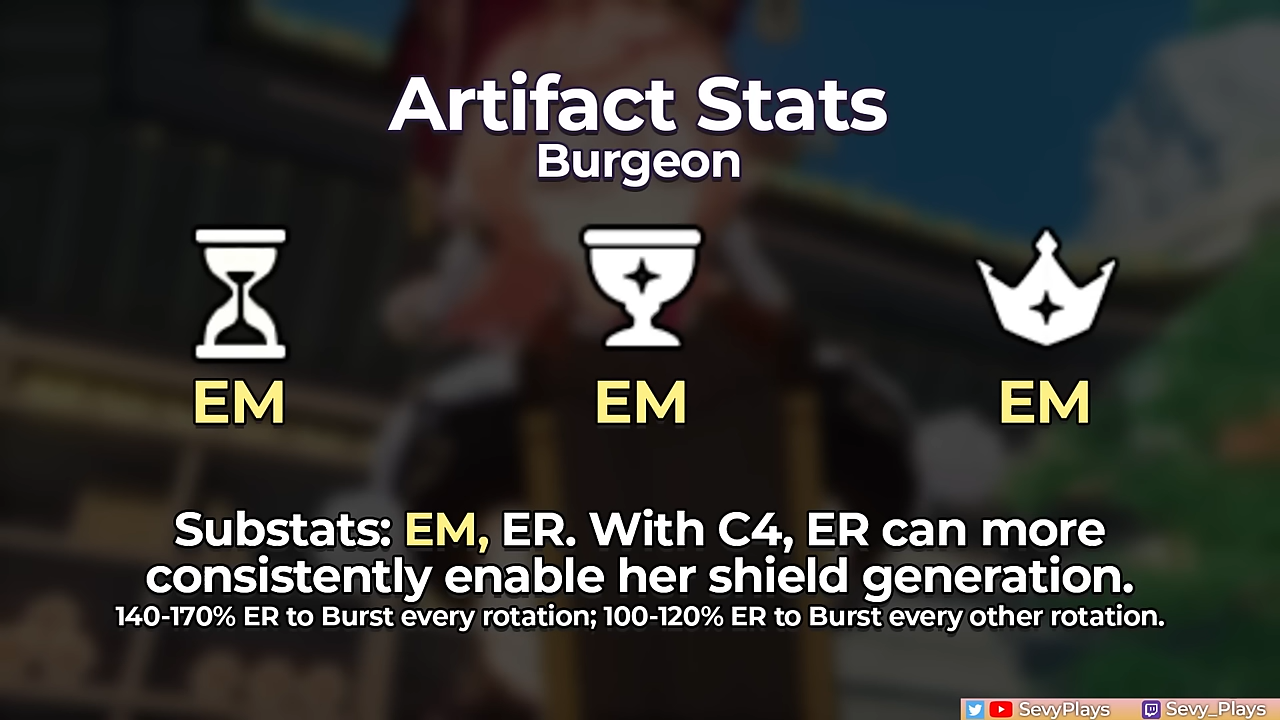 Artifact Stats
Burgeon
EM
EM
EM
Substats: EM, ER. With C4, ER can more
consistently enable her shield generation.
140-170% ER to Burst every rotation; 100-120% ER to Burst every other rotation.
SevyPlays
Sevy_Plays